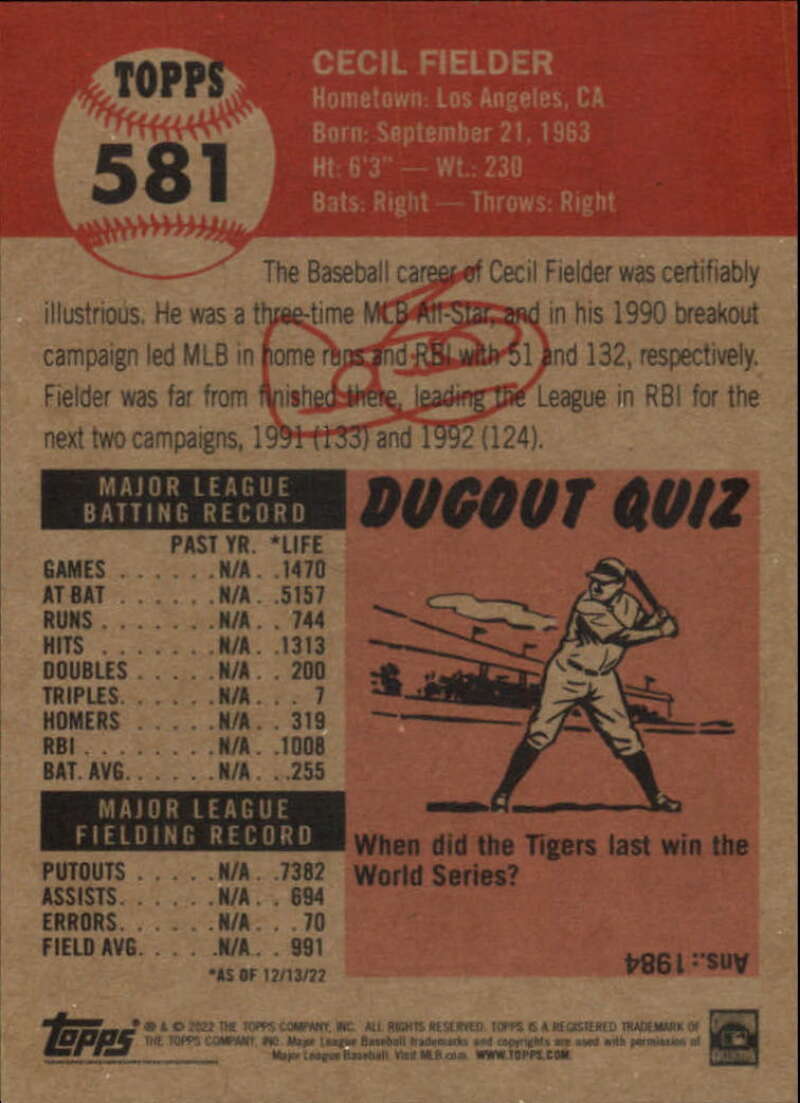 TOPPS
581
CECIL FIELDER
Hometown: Los Angeles, CA
Born: September 21, 1963
Ht: 6'3" — Wt.: 230
Bats: Right — Throws: Right
The Baseball career of Cecil Fielder was certifiably
illustrious. He was a three-time MLB All-Star, and in his 1990 breakout
campaign led MLB in home runs and RBI with 51 and 132, respectively.
Fielder was far from finished there, leading the League in RBI for the
next two campaigns, 1991 (133) and 1992 (124).
MAJOR LEAGUE
BATTING RECORD
PAST YR. *LIFE
GAMES . . . . . . N/A . .1470
AT BAT . . . . . . N/A . .5157
RUNS . . . . . . . N/A . . 744
HITS . . . . . . . N/A . .1313
DOUBLES . . . . . N/A . . 200
TRIPLES. . . . . . N/A . . . 7
HOMERS . . . . . N/A . . 319
RBI . . . . . . . . N/A . .1008
BAT. AVG. . . . . . N/A . . .255
MAJOR LEAGUE
FIELDING RECORD
PUTOUTS . . . . . N/A . .7382
ASSISTS. . . . . . N/A . . 694
ERRORS. . . . . . N/A . . . 70
FIELD AVG. . . . . .N/A. . . 991
*AS OF 12/13/22
DUGOUT QUIZ
When did the Tigers last win the
World Series?
Ans.: 1984
topps
® & © 2022 THE TOPPS COMPANY, INC. ALL RIGHTS RESERVED. TOPPS IS A REGISTERED TRADEMARK OF
THE TOPPS COMPANY, INC. Major League Baseball trademarks and copyrights are used with permission of
Major League Baseball. Visit MLB.com. WWW.TOPPS.COM